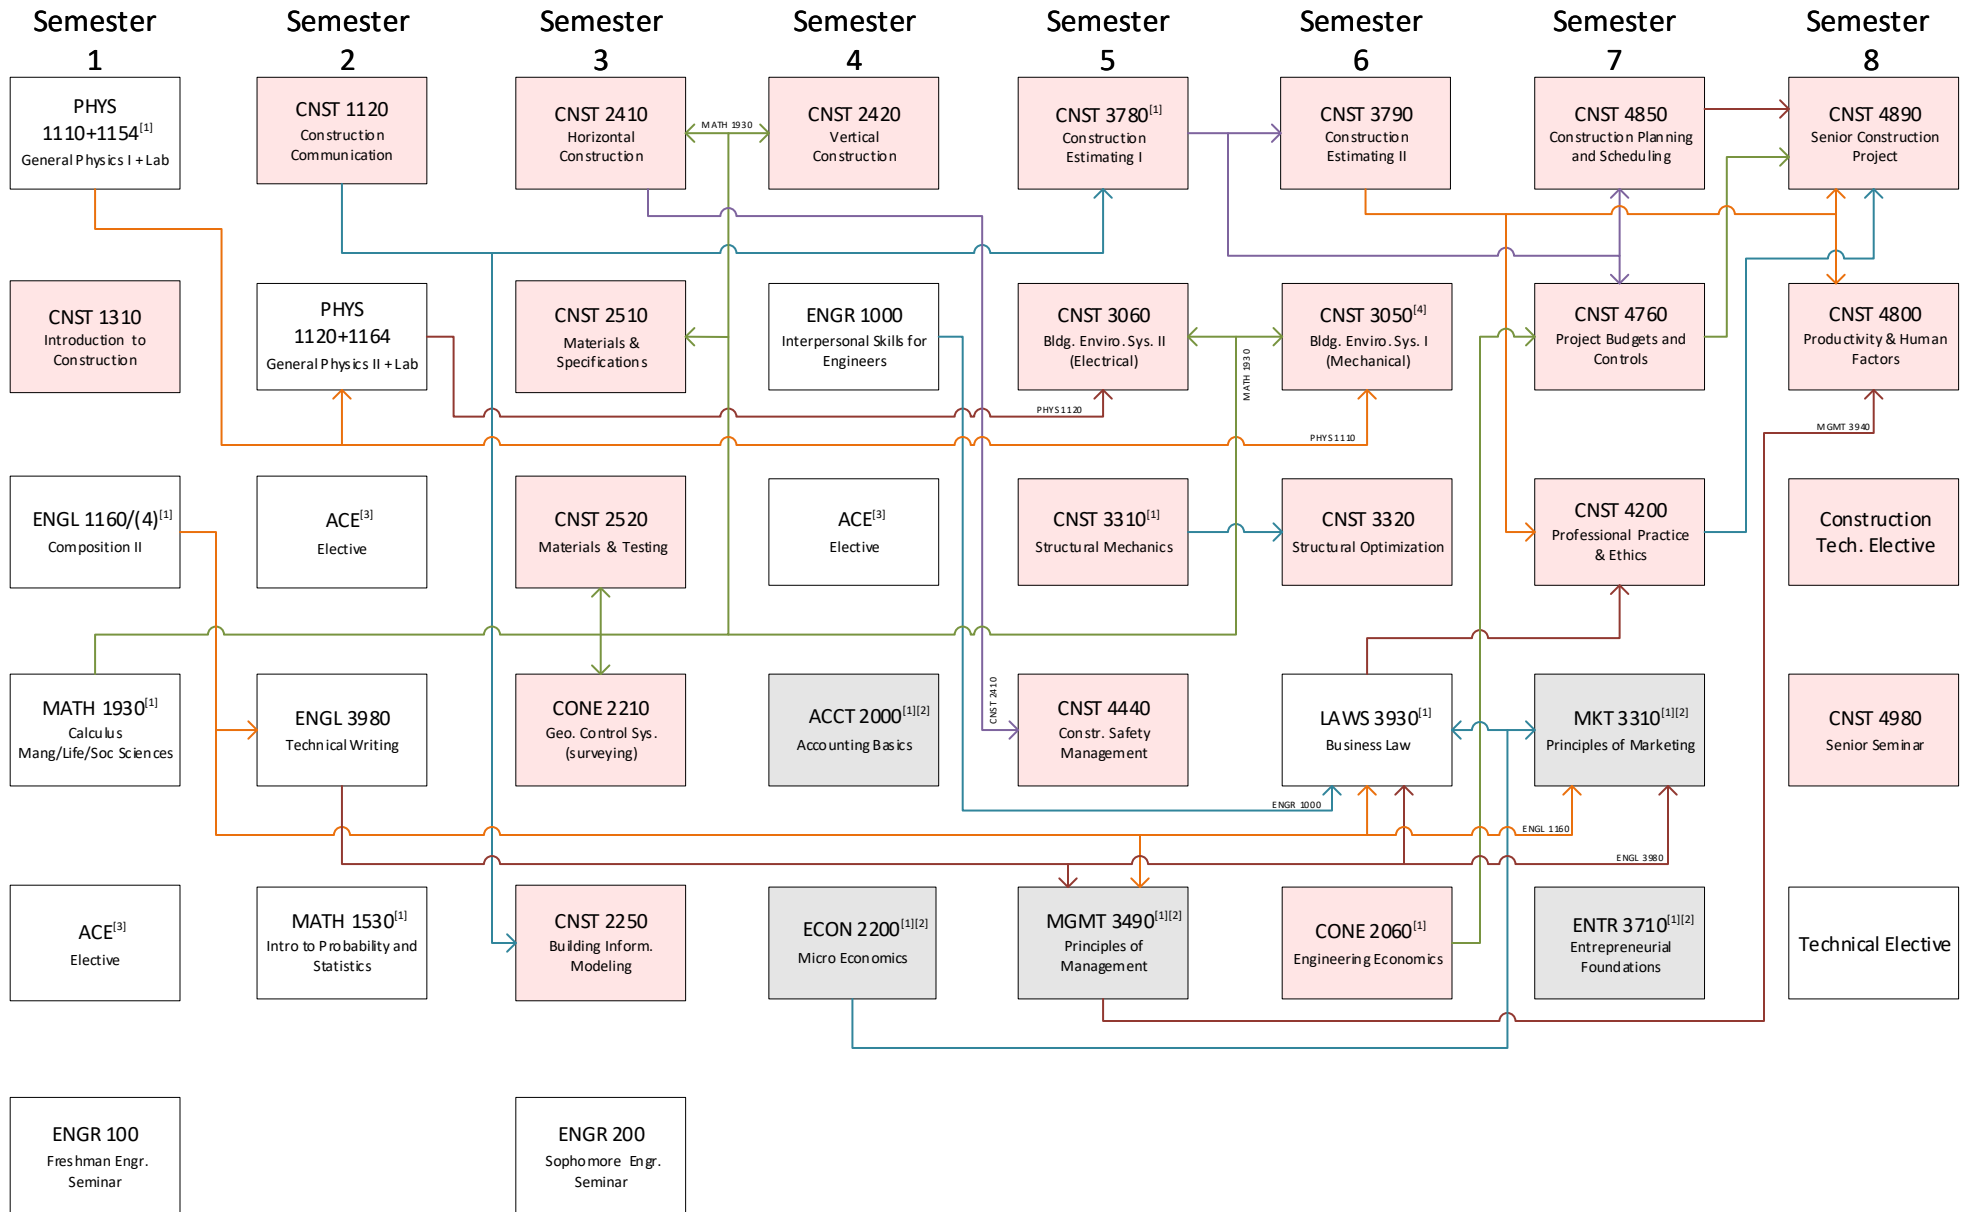 Semester 1
Semester 2
Semester 3
Semester 4
Semester 5
Semester 6
Semester 7
Semester 8
PHYS
1110+1154[1]
General Physics I + Lab
CNST 1120
Construction
Communication
CNST 2410
Horizontal
Construction
MATH 1930
CNST 2420
Vertical
Construction
CNST 3780[1]
Construction
Estimating I
CNST 3790
Construction
Estimating II
CNST 4850
Construction Planning
and Scheduling
CNST 4890
Senior Construction
Project
CNST 1310
Introduction to
Construction
PHYS
1120+1164
General Physics II + Lab
CNST 2510
Materials &
Specifications
ENGR 1000
Interpersonal Skills for
Engineers
CNST 3060
Bldg. Enviro. Sys. II
(Electrical)
MATH 1930
CNST 3050[4]
Bldg. Enviro. Sys. I
(Mechanical)
CNST 4760
Project Budgets and
Controls
CNST 4800
Productivity & Human
Factors
PHYS 1120
PHYS 1110
MGMT 3940
ENGL 1160/(4)[1]
Composition II
ACE[3]
Elective
CNST 2520
Materials & Testing
ACE[3]
Elective
CNST 3310[1]
Structural Mechanics
CNST 3320
Structural Optimization
CNST 4200
Professional Practice
& Ethics
Construction
Tech. Elective
MATH 1930[1]
Calculus
Mang/Life/Soc Sciences
ENGL 3980
Technical Writing
CONE 2210
Geo. Control Sys.
(surveying)
ACCT 2000[1][2]
Accounting Basics
CNST 2410
CNST 4440
Constr. Safety
Management
LAWS 3930[1]
Business Law
MKT 3310[1][2]
Principles of Marketing
CNST 4980
Senior Seminar
ENGR 1000
ENGL 1160
ENGL 3980
ACE[3]
Elective
MATH 1530[1]
Intro to Probability and
Statistics
CNST 2250
Building Inform.
Modeling
ECON 2200[1][2]
Micro Economics
MGMT 3490[1][2]
Principles of
Management
CONE 2060[1]
Engineering Economics
ENTR 3710[1][2]
Entrepreneurial
Foundations
Technical Elective
ENGR 100
Freshman Engr.
Seminar
ENGR 200
Sophomore Engr.
Seminar